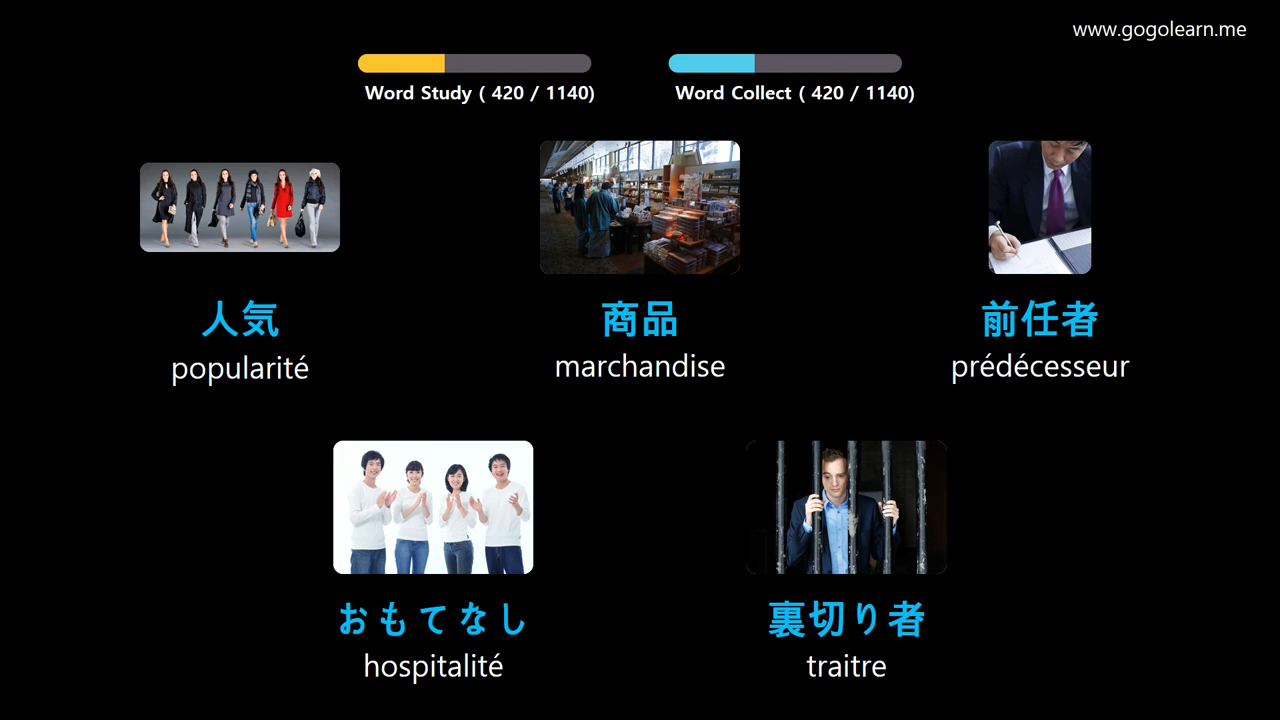 www.gogolearn.me
Word Study ( 420 / 1140)
Word Collect ( 420 / 1140)
人気
popularité
商品
marchandise
前任者
prédécesseur
おもてなし
hospitalité
裏切り者
traitre